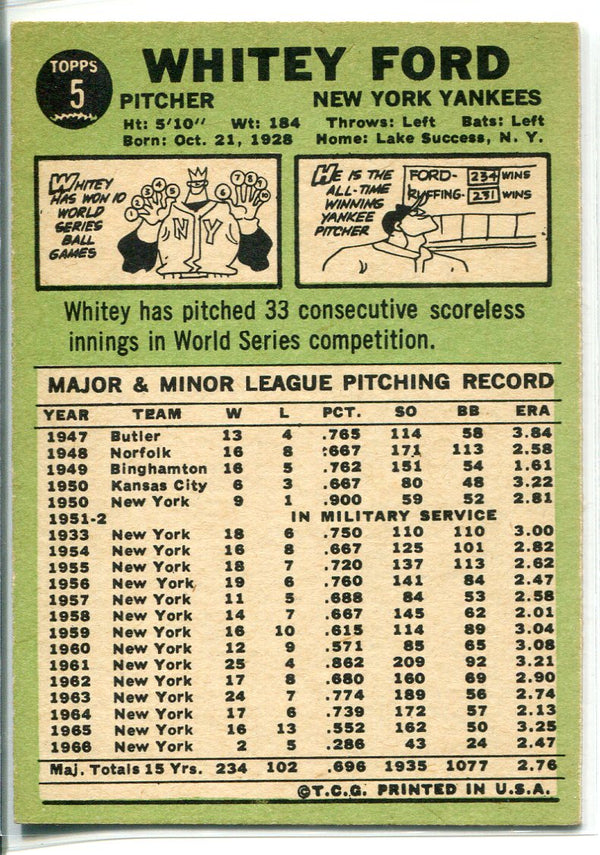 TOPPS
5
WHITEY FORD
PITCHER NEW YORK YANKEES
Ht: 5'10" Wt: 184 Throws: Left Bats: Left
Born: Oct. 21, 1928 Home: Lake Success, N. Y.
WHITEY
HAS WON 10
WORLD
SERIES
BALL
GAMES
1 2 3 4 5 6 7 8 9 10
NY
HE IS THE
ALL-TIME
WINNING
YANKEE
PITCHER
FORD- 234 WINS
RUFFING- 231 WINS
Whitey has pitched 33 consecutive scoreless
innings in World Series competition.
MAJOR & MINOR LEAGUE PITCHING RECORD
YEAR TEAM W L PCT. SO BB ERA
1947 Butler 13 4 .765 114 58 3.84
1948 Norfolk 16 8 .667 171 113 2.58
1949 Binghamton 16 5 .762 151 54 1.61
1950 Kansas City 6 3 .667 80 48 3.22
1950 New York 9 1 .900 59 52 2.81
1951-2 IN MILITARY SERVICE
1933 New York 18 6 .750 110 110 3.00
1954 New York 16 8 .667 125 101 2.82
1955 New York 18 7 .720 137 113 2.62
1956 New York 19 6 .760 141 84 2.47
1957 New York 11 5 .688 84 53 2.58
1958 New York 14 7 .667 145 62 2.01
1959 New York 16 10 .615 114 89 3.04
1960 New York 12 9 .571 85 65 3.08
1961 New York 25 4 .862 209 92 3.21
1962 New York 17 8 .680 160 69 2.90
1963 New York 24 7 .774 189 56 2.74
1964 New York 17 6 .739 172 57 2.13
1965 New York 16 13 .552 162 50 3.25
1966 New York 2 5 .286 43 24 2.47
Maj. Totals 15 Yrs. 234 102 .696 1935 1077 2.76
©T.C.G. PRINTED IN U.S.A.